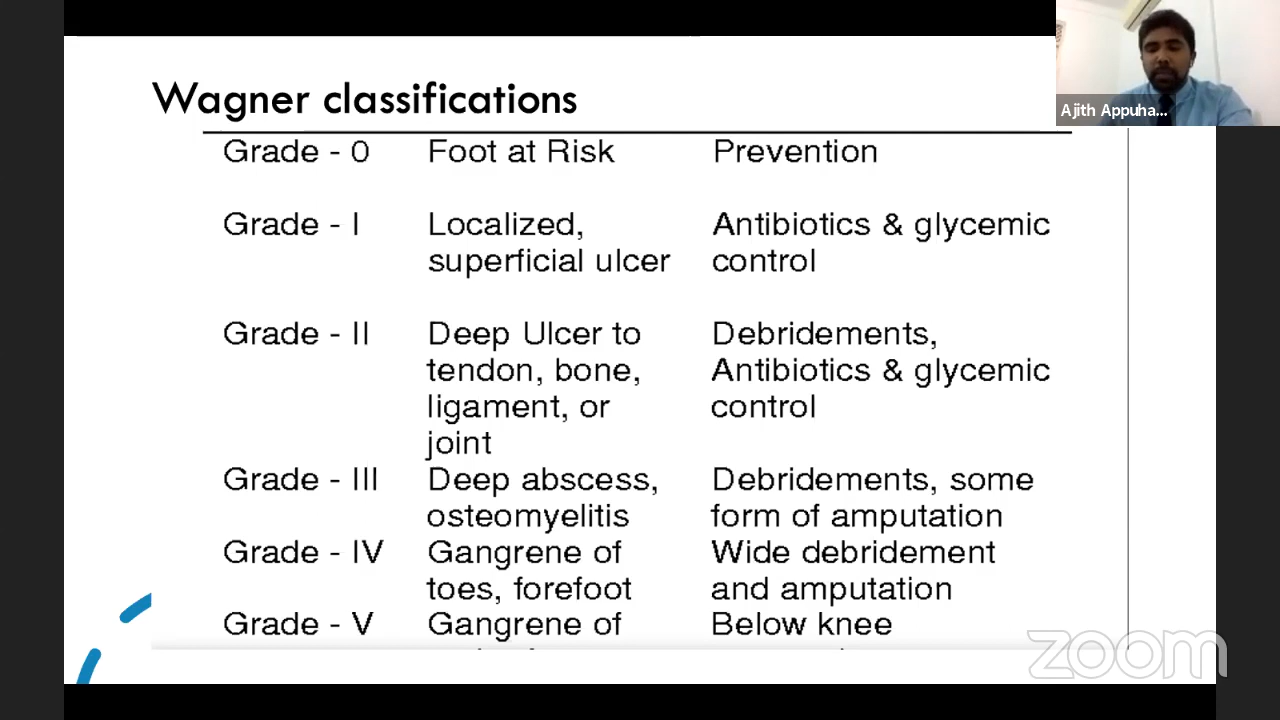 Wagner classifications
Ajith Appuha...
Grade - 0 Foot at Risk Prevention
Grade - I Localized, Antibiotics & glycemic
superficial ulcer control
Grade - II Deep Ulcer to Debridements,
tendon, bone, Antibiotics & glycemic
ligament, or control
joint
Grade - III Deep abscess, Debridements, some
osteomyelitis form of amputation
Grade - IV Gangrene of Wide debridement
toes, forefoot and amputation
Grade - V Gangrene of Below knee
zoom